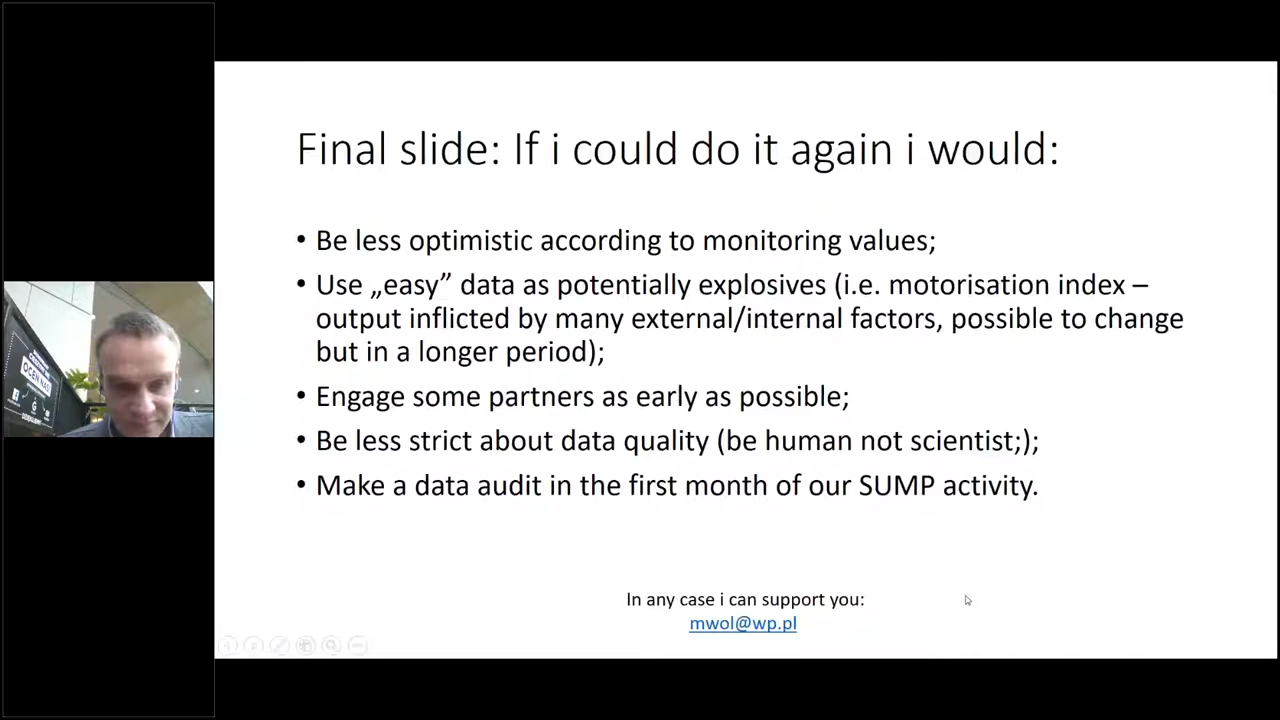 Final slide: If i could do it again i would:
• Be less optimistic according to monitoring values;
• Use „easy” data as potentially explosives (i.e. motorisation index –
output inflicted by many external/internal factors, possible to change
but in a longer period);
• Engage some partners as early as possible;
• Be less strict about data quality (be human not scientist;);
• Make a data audit in the first month of our SUMP activity.
In any case i can support you:
mwol@wp.pl
OCEŃ NAS